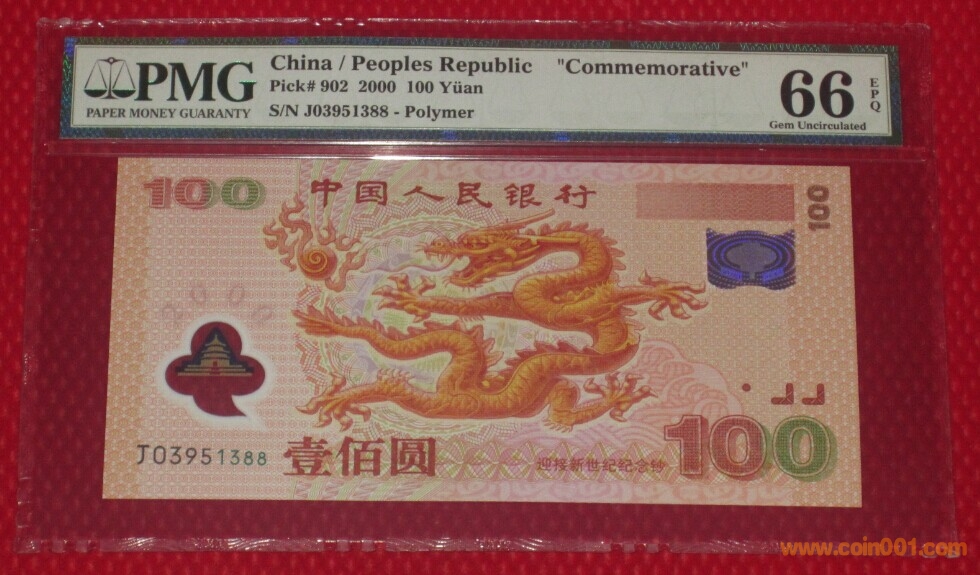 PMG
PAPER MONEY GUARANTY
China / Peoples Republic "Commemorative"
Pick# 902 2000 100 Yüan
S/N J03951388 - Polymer
66
EPQ
Gem Uncirculated
100
中国人民银行
100
2000
J03951388
壹佰圆
迎接新世纪纪念钞
100
www.coin001.com